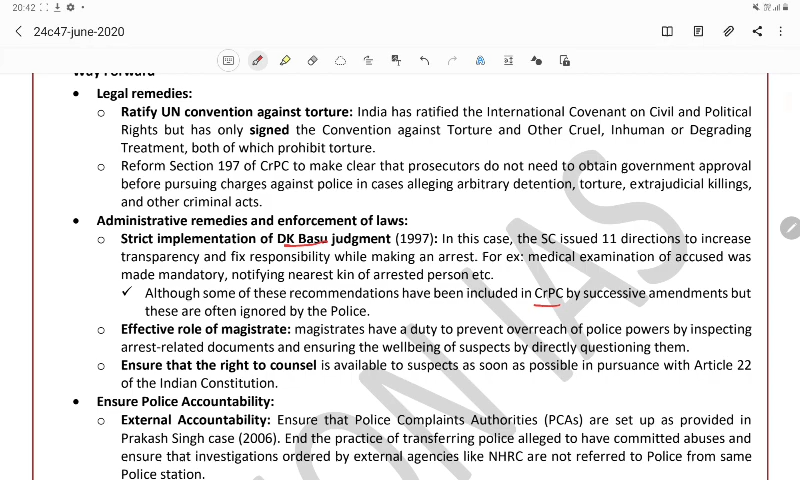 20:42
24c47-june-2020
Way Forward
• Legal remedies:
o Ratify UN convention against torture: India has ratified the International Covenant on Civil and Political
Rights but has only signed the Convention against Torture and Other Cruel, Inhuman or Degrading
Treatment, both of which prohibit torture.
o Reform Section 197 of CrPC to make clear that prosecutors do not need to obtain government approval
before pursuing charges against police in cases alleging arbitrary detention, torture, extrajudicial killings,
and other criminal acts.
• Administrative remedies and enforcement of laws:
o Strict implementation of DK Basu judgment (1997): In this case, the SC issued 11 directions to increase
transparency and fix responsibility while making an arrest. For ex: medical examination of accused was
made mandatory, notifying nearest kin of arrested person etc.
✓ Although some of these recommendations have been included in CrPC by successive amendments but
these are often ignored by the Police.
o Effective role of magistrate: magistrates have a duty to prevent overreach of police powers by inspecting
arrest-related documents and ensuring the wellbeing of suspects by directly questioning them.
o Ensure that the right to counsel is available to suspects as soon as possible in pursuance with Article 22
of the Indian Constitution.
• Ensure Police Accountability:
o External Accountability: Ensure that Police Complaints Authorities (PCAs) are set up as provided in
Prakash Singh case (2006). End the practice of transferring police alleged to have committed abuses and
ensure that investigations ordered by external agencies like NHRC are not referred to Police from same
Police station.
ION IAS